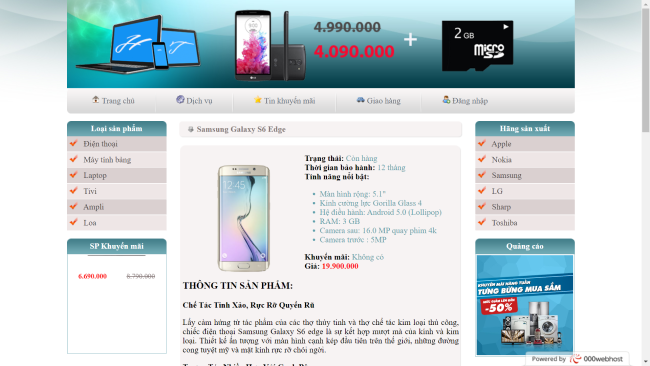 4.990.000
4.090.000
+
2 GB
micro
SD
Trang chủ
Dịch vụ
Tin khuyến mãi
Giao hàng
Đăng nhập
Loại sản phẩm
Điện thoại
Máy tính bảng
Laptop
Tivi
Ampli
Loa
SP Khuyến mãi
6.690.000 8.790.000
Samsung Galaxy S6 Edge
Trạng thái: Còn hàng
Thời gian bảo hành: 12 tháng
Tính năng nổi bật:
Màn hình rộng: 5.1"
Kính cường lực Gorilla Glass 4
Hệ điều hành: Android 5.0 (Lollipop)
RAM: 3 GB
Camera sau: 16.0 MP quay phim 4k
Camera trước : 5MP
Khuyến mãi: Không có
Giá: 19.900.000
THÔNG TIN SẢN PHẨM:
Chế Tác Tinh Xảo, Rực Rỡ Quyến Rũ
Lấy cảm hứng từ tác phẩm của các thợ thủy tinh và thợ chế tác kim loại thủ công,
chiếc điện thoại Samsung Galaxy S6 edge là sự kết hợp mượt mà của kính và kim
loại. Thiết kế ấn tượng với màn hình cạnh kép đầu tiên trên thế giới, những đường
cong tuyệt mỹ và mặt kính rực rỡ chói ngời.
Hãng sản xuất
Apple
Nokia
Samsung
LG
Sharp
Toshiba
Quảng cáo
KHUYẾN MÃI HÀNG TUẦN
TƯNG BỪNG MUA SẮM
-50%
Powered by 000webhost